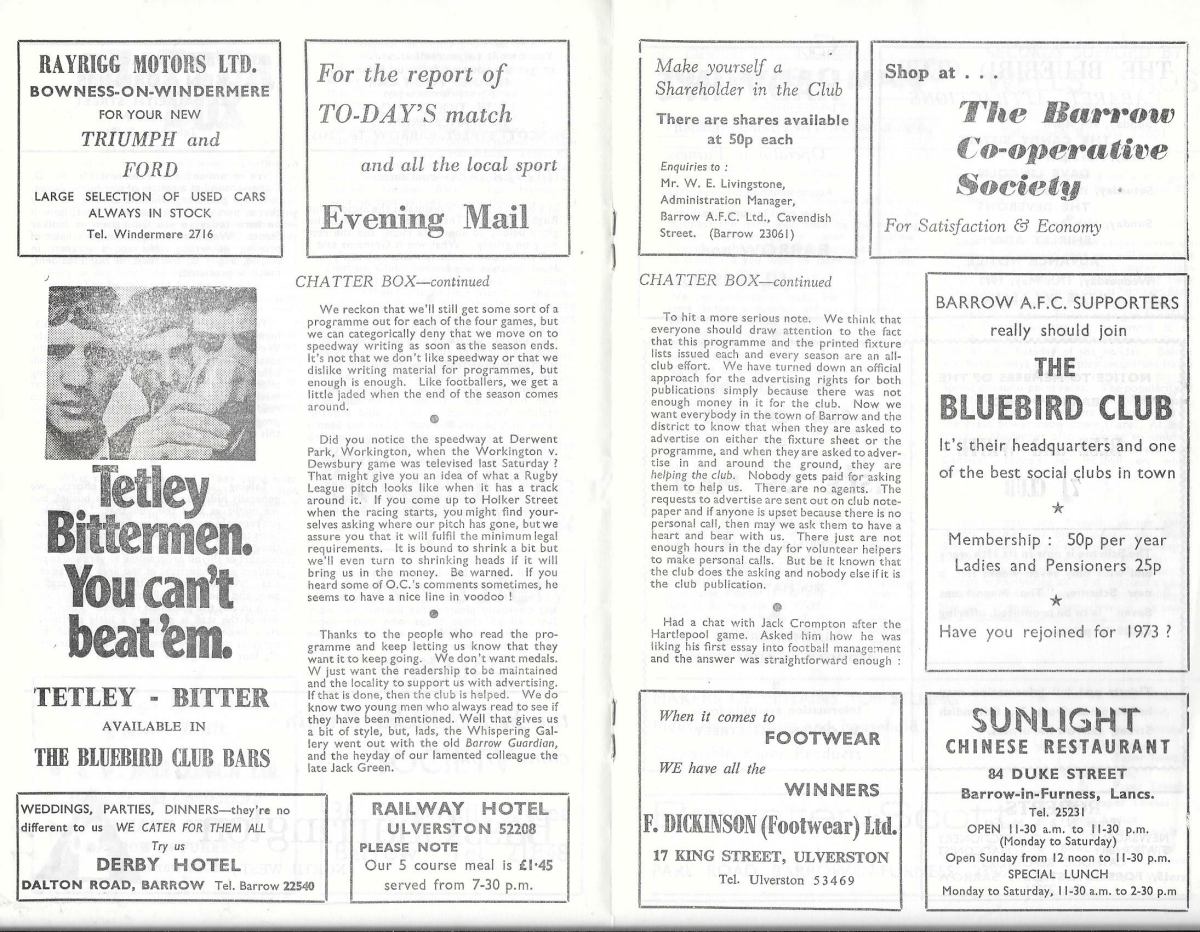 RAYRIGG MOTORS LTD.
BOWNESS-ON-WINDERMERE
FOR YOUR NEW
TRIUMPH and
FORD
LARGE SELECTION OF USED CARS
ALWAYS IN STOCK
Tel. Windermere 2716
For the report of
TO-DAY'S match
and all the local sport
Evening Mail
Tetley
Bittermen.
You can't
beat 'em.
TETLEY - BITTER
AVAILABLE IN
THE BLUEBIRD CLUB BARS
CHATTER BOX—continued
We reckon that we'll still get some sort of a
programme out for each of the four games, but
we can categorically deny that we move on to
speedway writing as soon as the season ends.
It's not that we don't like speedway or that we
dislike writing material for programmes, but
enough is enough. Like footballers, we get a
little jaded when the end of the season comes
around.
Did you notice the speedway at Derwent
Park, Workington, when the Workington v.
Dewsbury game was televised last Saturday ?
That might give you an idea of what a Rugby
League pitch looks like when it has a track
around it. If you come up to Holker Street
when the racing starts, you might find your-
selves asking where our pitch has gone, but we
assure you that it will fulfil the minimum legal
requirements. It is bound to shrink a bit but
we'll even turn to shrinking heads if it will
bring us in the money. Be warned. If you
heard some of O.C.'s comments sometimes, he
seems to have a nice line in voodoo !
Thanks to the people who read the pro-
gramme and keep letting us know that they
want it to keep going. We don't want medals.
W just want the readership to be maintained
and the locality to support us with advertising.
If that is done, then the club is helped. We do
know two young men who always read to see if
they have been mentioned. Well that gives us
a bit of style, but, lads, the Whispering Gal-
lery went out with the old Barrow Guardian,
and the heyday of our lamented colleague the
late Jack Green.
WEDDINGS, PARTIES, DINNERS—they're no
different to us WE CATER FOR THEM ALL
Try us
DERBY HOTEL
DALTON ROAD, BARROW Tel. Barrow 22540
RAILWAY HOTEL
ULVERSTON 52208
PLEASE NOTE
Our 5 course meal is £1·45
served from 7-30 p.m.
Make yourself a
Shareholder in the Club
There are shares available
at 50p each
Enquiries to :
Mr. W. E. Livingstone,
Administration Manager,
Barrow A.F.C. Ltd., Cavendish
Street. (Barrow 23061)
Shop at . . .
The Barrow
Co-operative
Society
For Satisfaction & Economy
CHATTER BOX—continued
To hit a more serious note. We think that
everyone should draw attention to the fact
that this programme and the printed fixture
lists issued each and every season are an all-
club effort. We have turned down an official
approach for the advertising rights for both
publications simply because there was not
enough money in it for the club. Now we
want everybody in the town of Barrow and the
district to know that when they are asked to
advertise on either the fixture sheet or the
programme, and when they are asked to adver-
tise in and around the ground, they are
helping the club. Nobody gets paid for asking
them to help us. There are no agents. The
requests to advertise are sent out on club note-
paper and if anyone is upset because there is no
personal call, then may we ask them to have a
heart and bear with us. There just are not
enough hours in the day for volunteer helpers
to make personal calls. But be it known that
the club does the asking and nobody else if it is
the club publication.
Had a chat with Jack Crompton after the
Hartlepool game. Asked him how he was
liking his first essay into football management
and the answer was straightforward enough :
BARROW A.F.C. SUPPORTERS
really should join
THE
BLUEBIRD CLUB
It's their headquarters and one
of the best social clubs in town
Membership : 50p per year
Ladies and Pensioners 25p
Have you rejoined for 1973 ?
When it comes to
FOOTWEAR
WE have all the
WINNERS
F. DICKINSON (Footwear) Ltd.
17 KING STREET, ULVERSTON
Tel. Ulverston 53469
SUNLIGHT
CHINESE RESTAURANT
84 DUKE STREET
Barrow-in-Furness, Lancs.
Tel. 25231
OPEN 11-30 a.m. to 11-30 p.m.
(Monday to Saturday)
Open Sunday from 12 noon to 11-30 p.m.
SPECIAL LUNCH
Monday to Saturday, 11-30 a.m. to 2-30 p.m